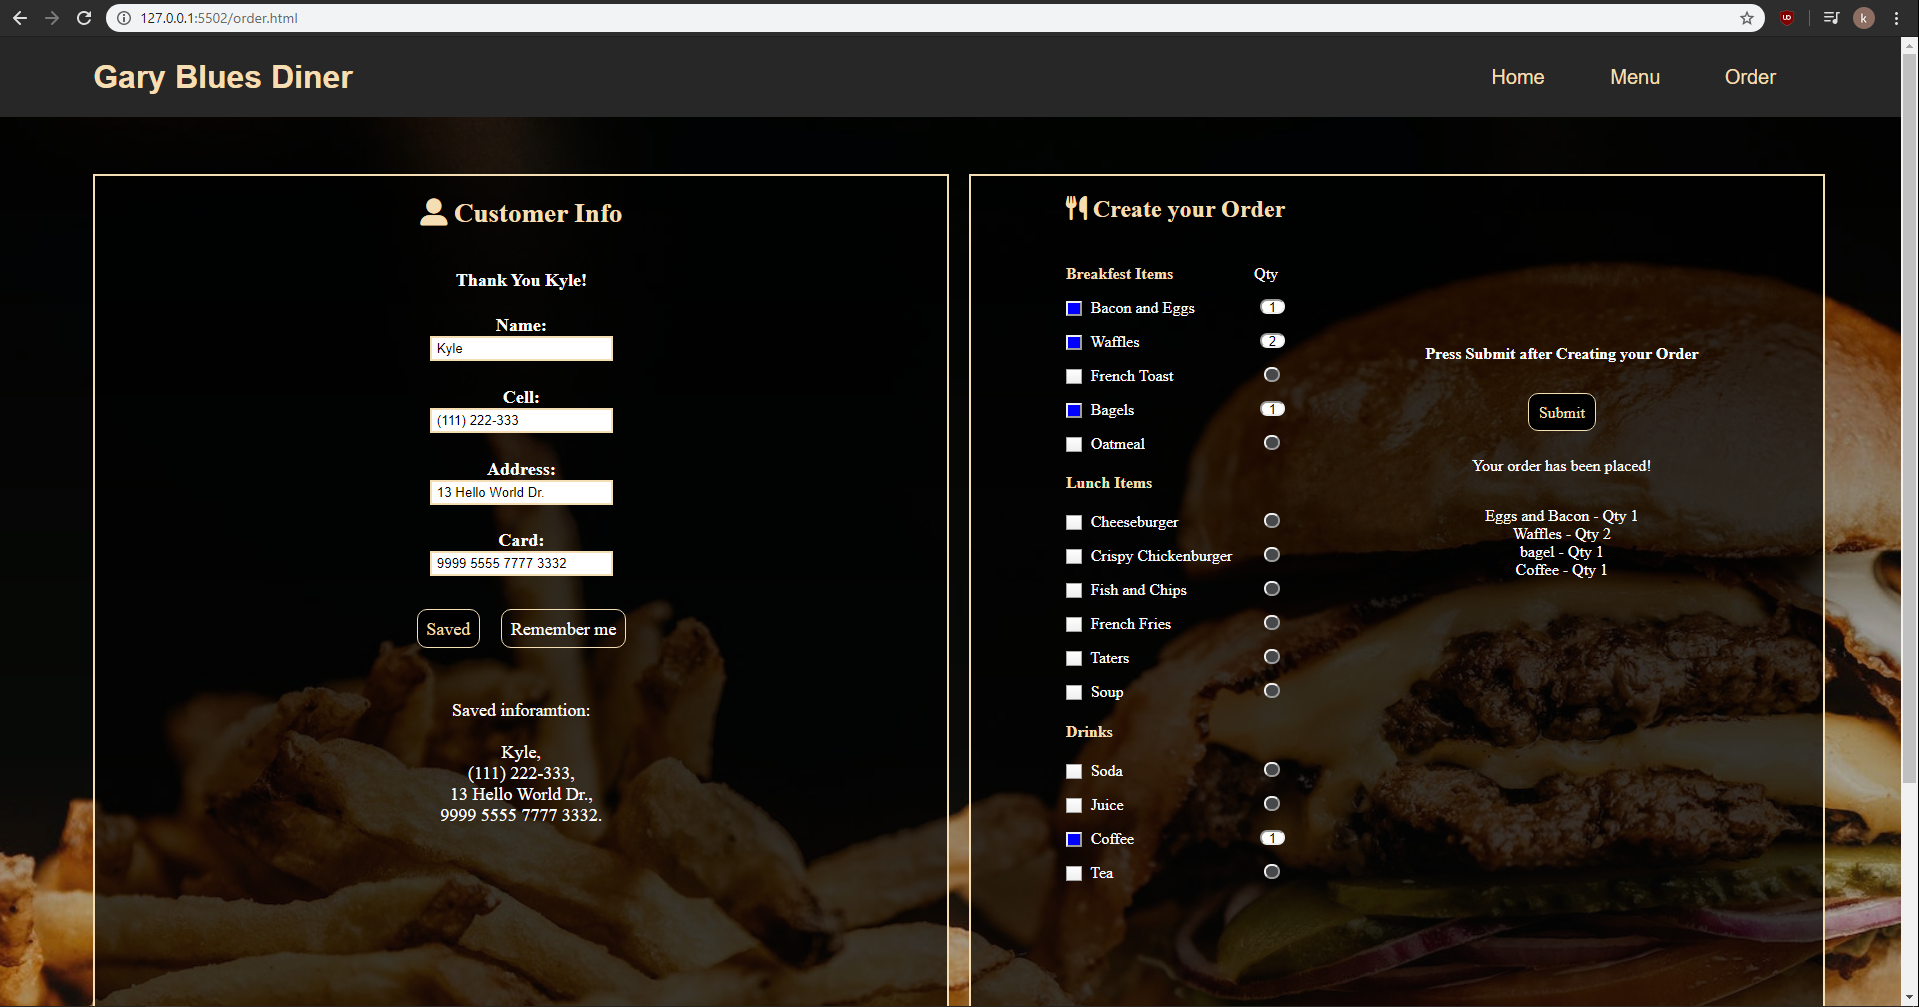 127.0.0.1:5502/order.html
k
Gary Blues Diner
Home
Menu
Order
Customer Info
Thank You Kyle!
Name:
Kyle
Cell:
(111) 222-333
Address:
13 Hello World Dr.
Card:
9999 5555 7777 3332
Saved
Remember me
Saved inforamtion:
Kyle,
(111) 222-333,
13 Hello World Dr.,
9999 5555 7777 3332.
Create your Order
Breakfest Items Qty
Bacon and Eggs 1
Waffles 2
French Toast
Bagels 1
Oatmeal
Lunch Items
Cheeseburger
Crispy Chickenburger
Fish and Chips
French Fries
Taters
Soup
Drinks
Soda
Juice
Coffee 1
Tea
Press Submit after Creating your Order
Submit
Your order has been placed!
Eggs and Bacon - Qty 1
Waffles - Qty 2
bagel - Qty 1
Coffee - Qty 1